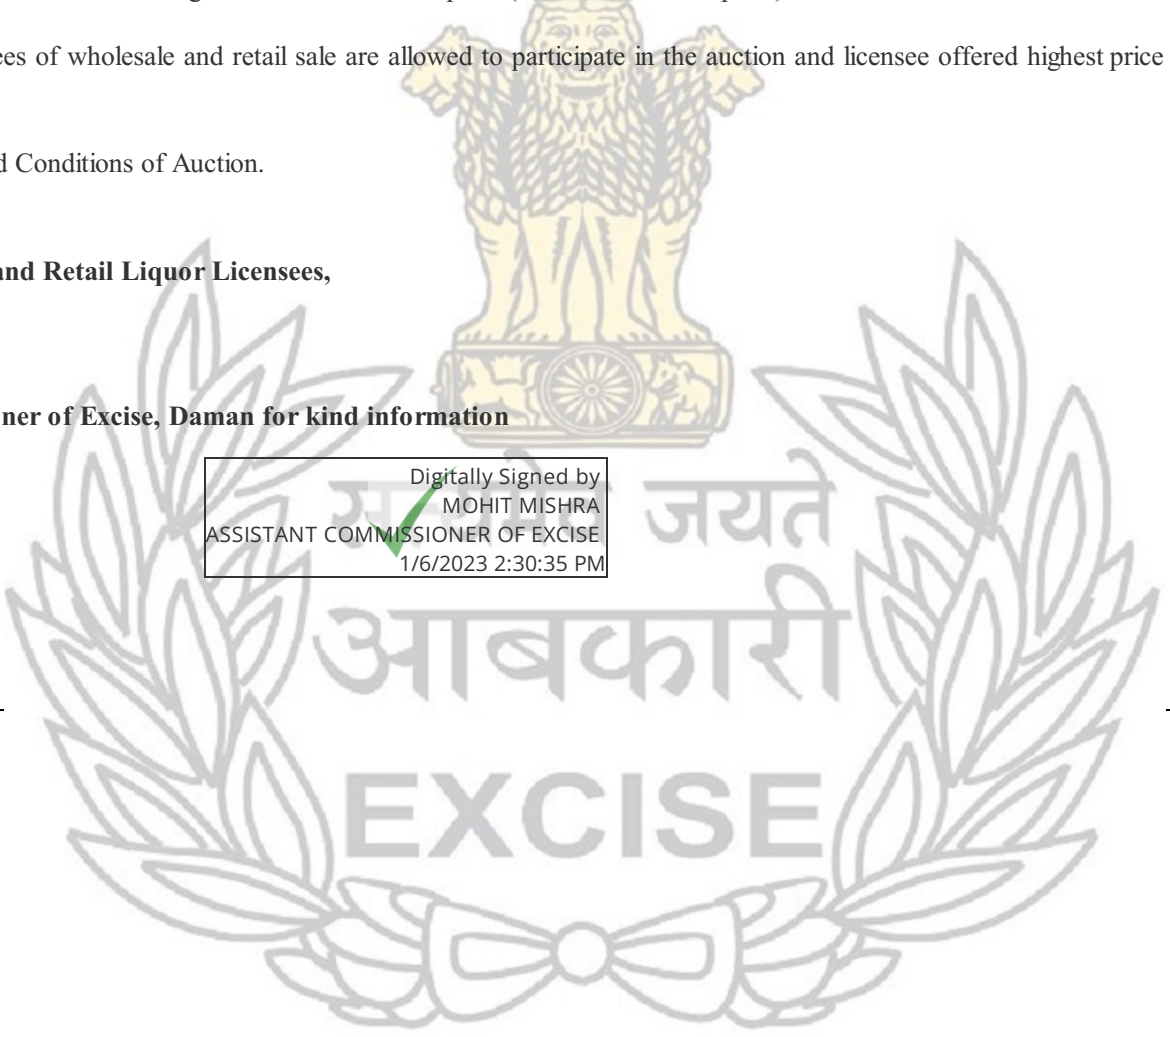 ees of wholesale and retail sale are allowed to participate in the auction and licensee offered highest price
d Conditions of Auction.
and Retail Liquor Licensees,
ner of Excise, Daman for kind information
Digitally Signed by
MOHIT MISHRA
ASSISTANT COMMISSIONER OF EXCISE
1/6/2023 2:30:35 PM
सत्यमेव जयते
आबकारी
EXCISE